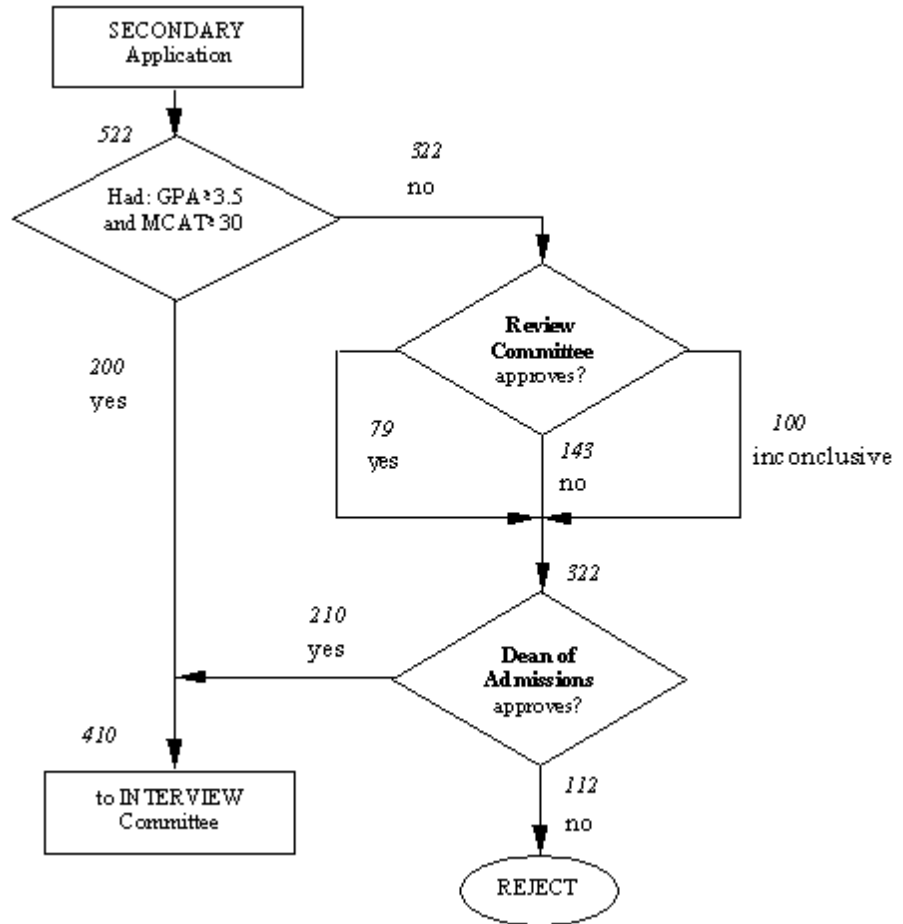 SECONDARY
Application
522
Had: GPA≥3.5
and MCAT≥30
322
no
Review
Committee
approves?
200
yes
79
yes
143
no
100
inconclusive
322
210
yes
Dean of
Admissions
approves?
410
to INTERVIEW
Committee
112
no
REJECT